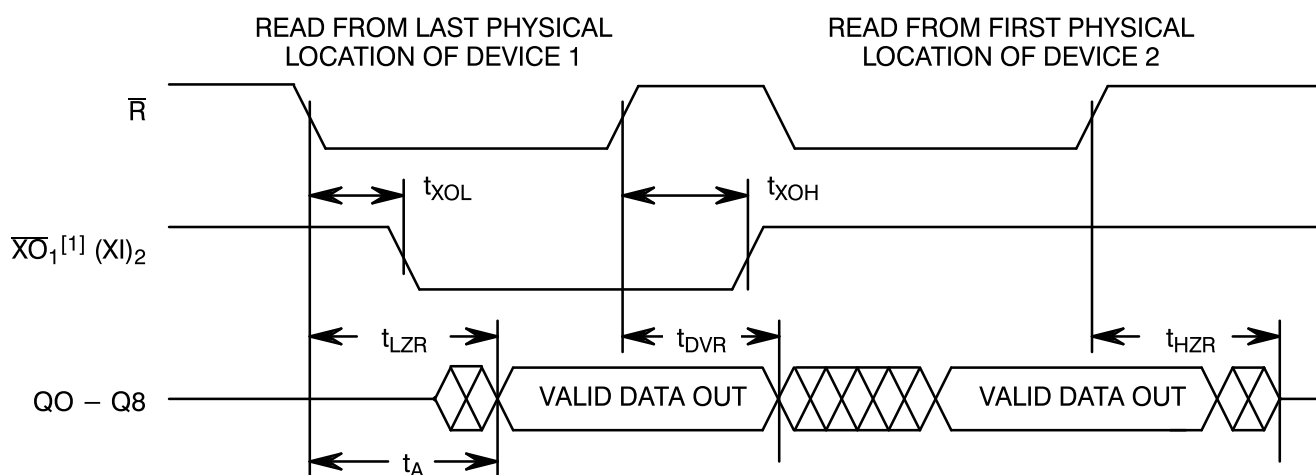 READ FROM LAST PHYSICAL
LOCATION OF DEVICE 1
READ FROM FIRST PHYSICAL
LOCATION OF DEVICE 2
R̅
tXOL
tXOH
X̅O̅1[1] (XI)2
tLZR
tDVR
tHZR
QO – Q8
VALID DATA OUT
VALID DATA OUT
tA